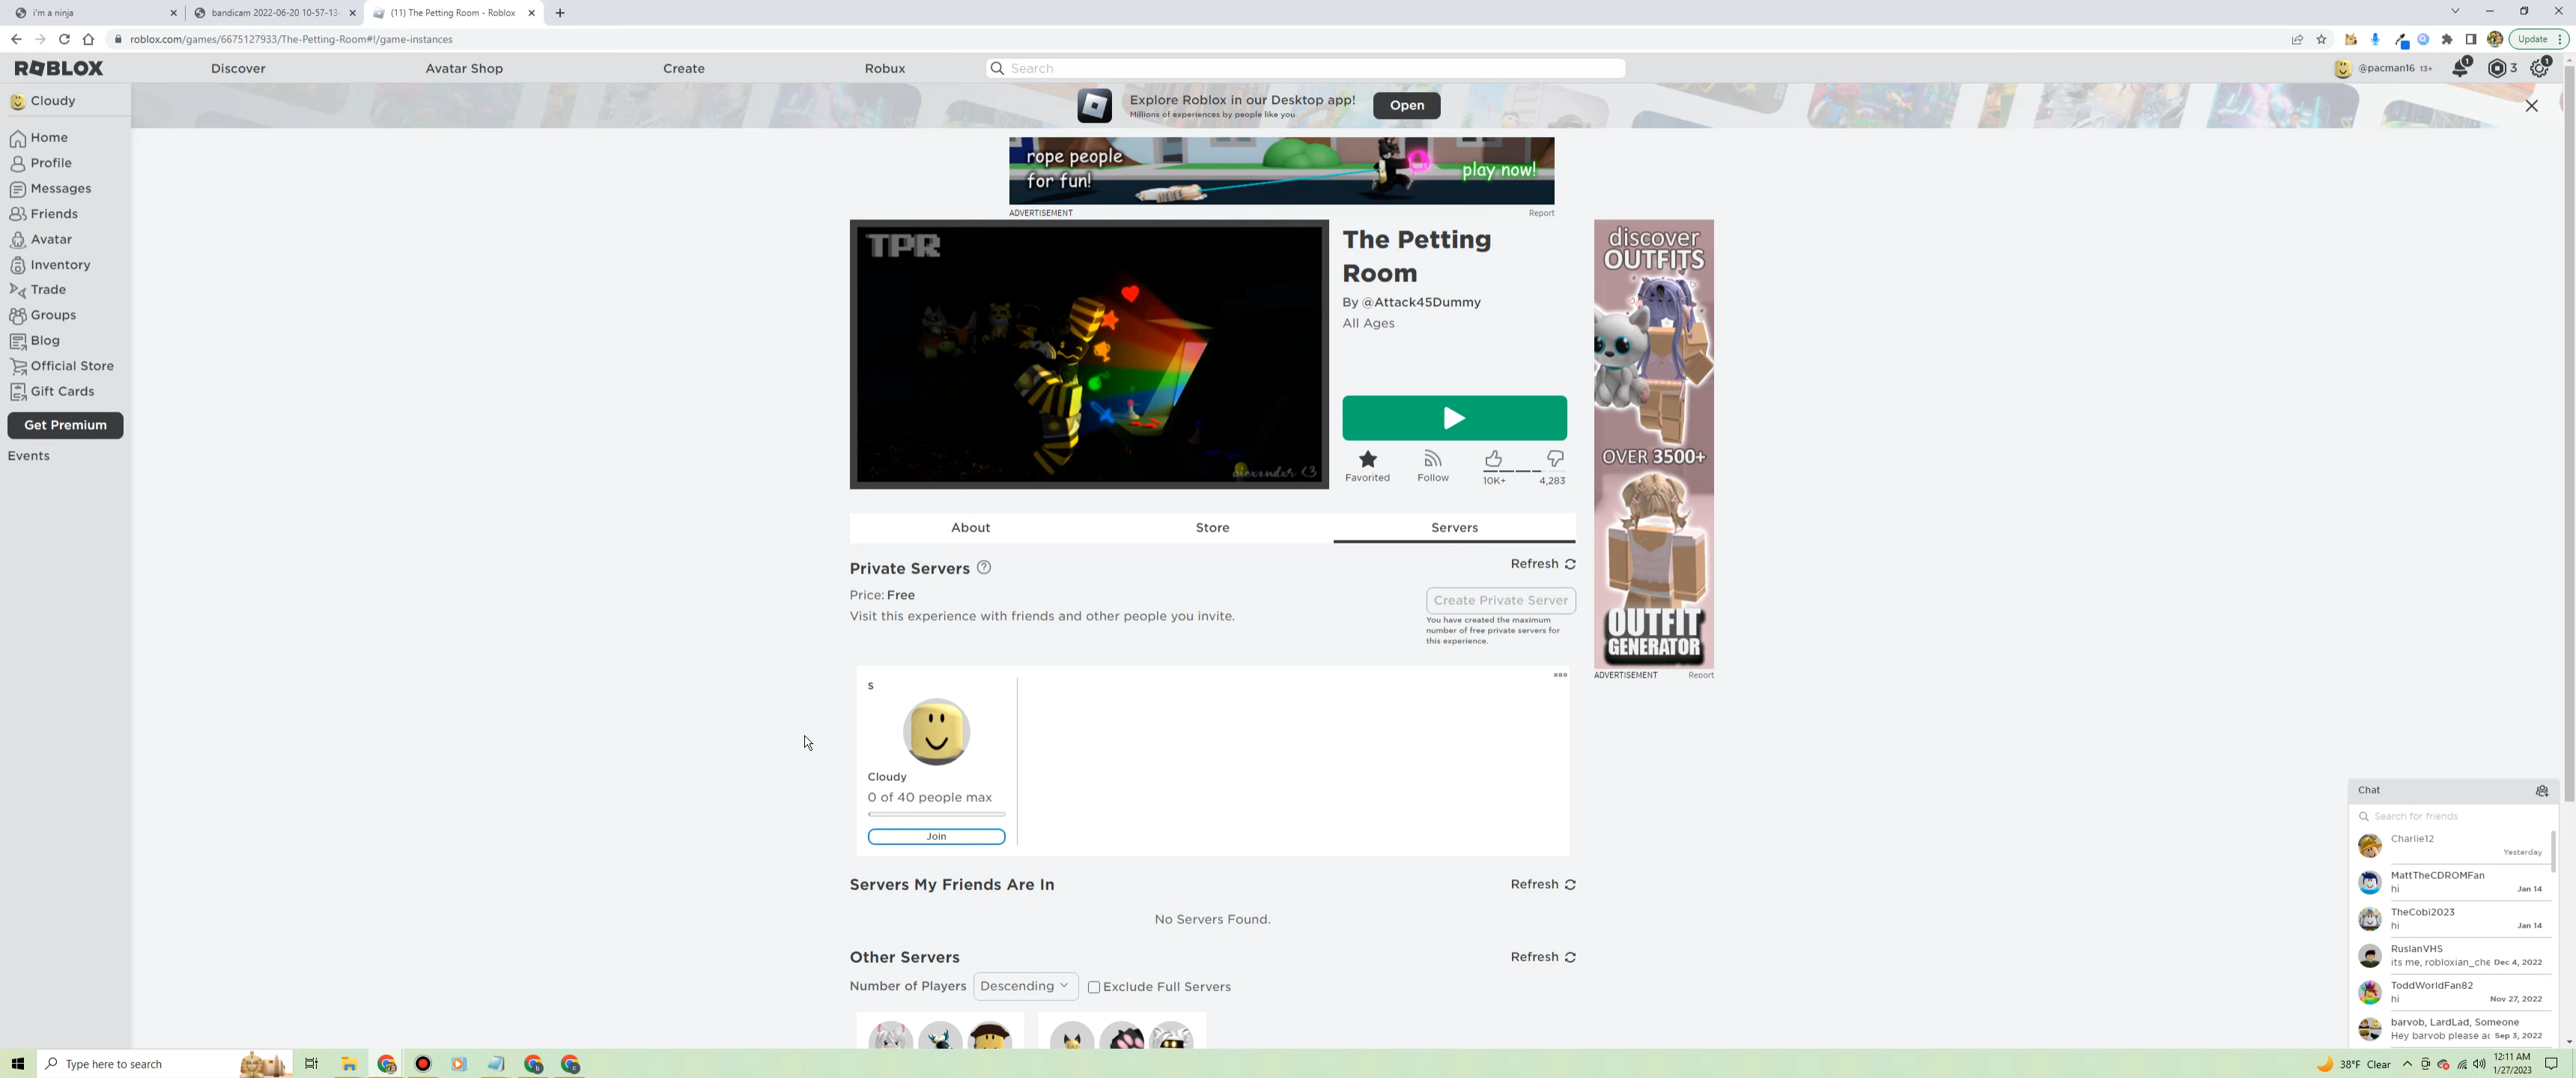 i'm a ninja
bandicam 2022-06-20 10-57-13-
(11) The Petting Room - Roblox
roblox.com/games/6675127933/The-Petting-Room#!/game-instances
Update
ROBLOX
Discover
Avatar Shop
Create
Robux
Search
@pacman16 13+
1
3
1
Cloudy
Home
Profile
Messages
Friends
Avatar
Inventory
Trade
Groups
Blog
Official Store
Gift Cards
Get Premium
Events
Explore Roblox in our Desktop app!
Millions of experiences by people like you
Open
rope people
for fun!
play now!
ADVERTISEMENT
Report
TPR
alexandxr <3
The Petting
Room
By @Attack45Dummy
All Ages
Favorited
Follow
10K+
4,283
discover
OUTFITS
OVER 3500+
OUTFIT
GENERATOR
ADVERTISEMENT
Report
About
Store
Servers
Private Servers
Refresh
Price: Free
Visit this experience with friends and other people you invite.
Create Private Server
You have created the maximum
number of free private servers for
this experience.
S
Cloudy
0 of 40 people max
Join
Servers My Friends Are In
Refresh
No Servers Found.
Other Servers
Refresh
Number of Players
Descending
Exclude Full Servers
Chat
Search for friends
Charlie12
Yesterday
MattTheCDROMFan
hi
Jan 14
TheCobi2023
hi
Jan 14
RuslanVHS
its me, robloxian_che
Dec 4, 2022
ToddWorldFan82
hi
Nov 27, 2022
barvob, LardLad, Someone
Hey barvob please ac
Sep 3, 2022
Type here to search
38°F Clear
12:11 AM
1/27/2023